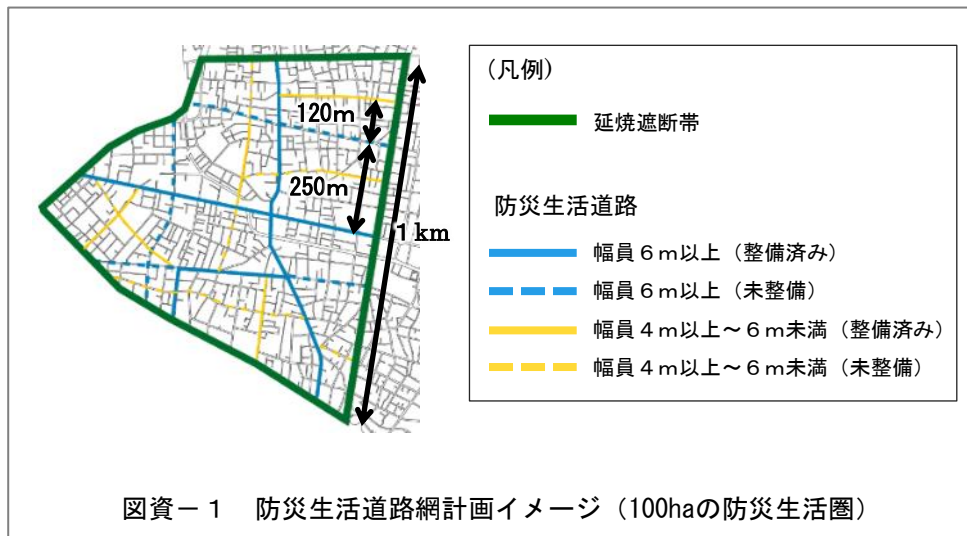 120m
250m
1 km
(凡例)
延焼遮断帯
防災生活道路
幅員６ｍ以上（整備済み）
幅員６ｍ以上（未整備）
幅員４ｍ以上～６ｍ未満（整備済み）
幅員４ｍ以上～６ｍ未満（未整備）
図資－１　防災生活道路網計画イメージ（100haの防災生活圏）